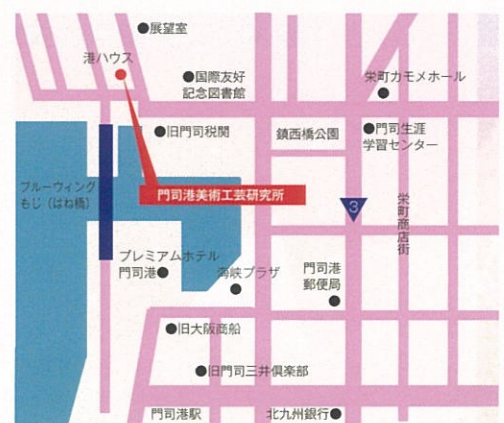 ●展望室
港ハウス
●国際友好
記念図書館
栄町カモメホール
●旧門司税関
鎮西橋公園
●門司生涯
学習センター
ブルーウィング
もじ（はね橋）
門司港美術工芸研究所
3
栄町商店街
プレミアムホテル
門司港●
海峡プラザ
門司港
郵便局
●旧大阪商船
●旧門司三井倶楽部
門司港駅
北九州銀行●